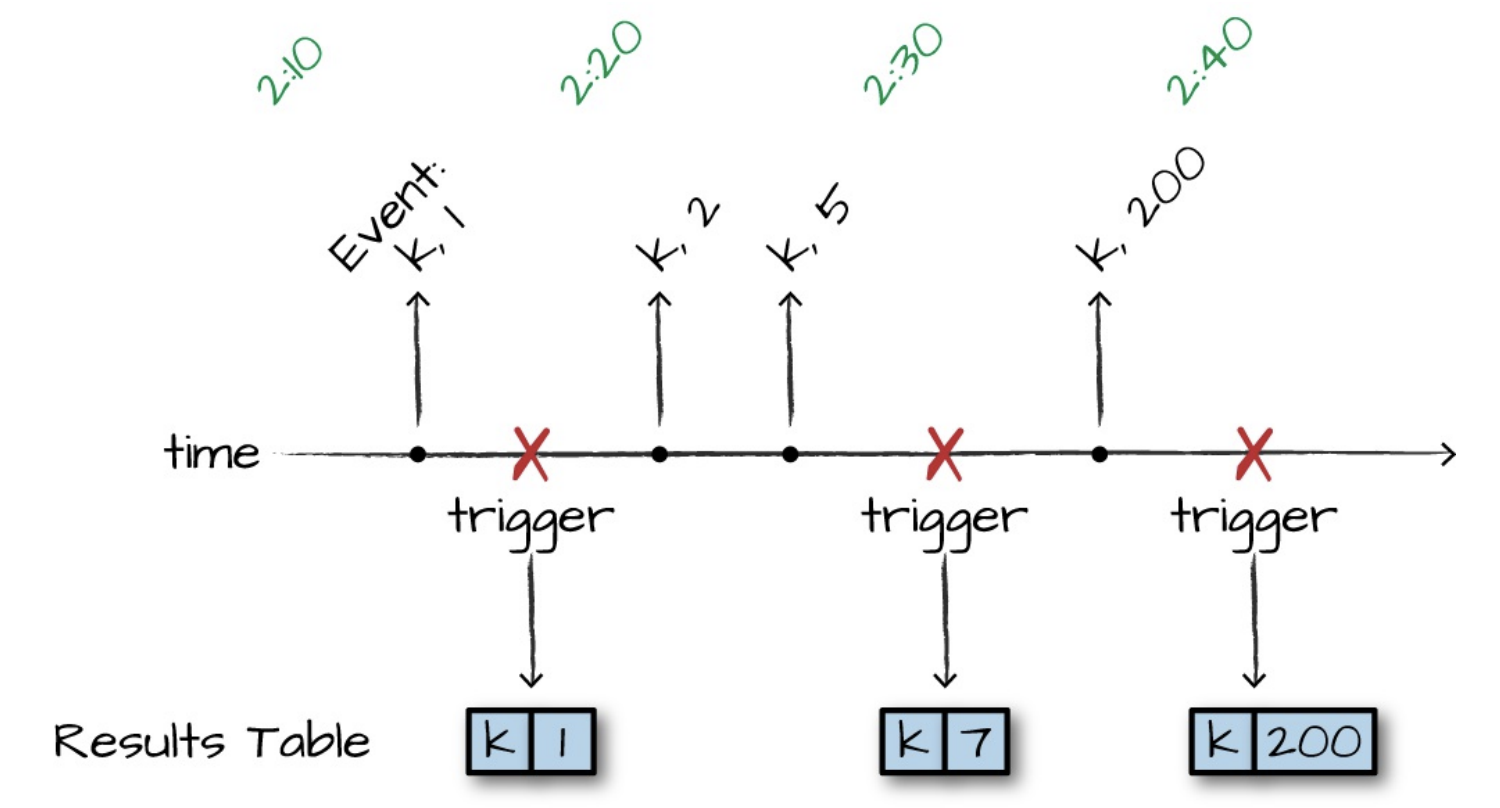 2:10
2:20
2:30
2:40
Event:
K, 1
K, 2
K, 5
K, 200
time
trigger
trigger
trigger
Results Table
K 1
K 7
K 200